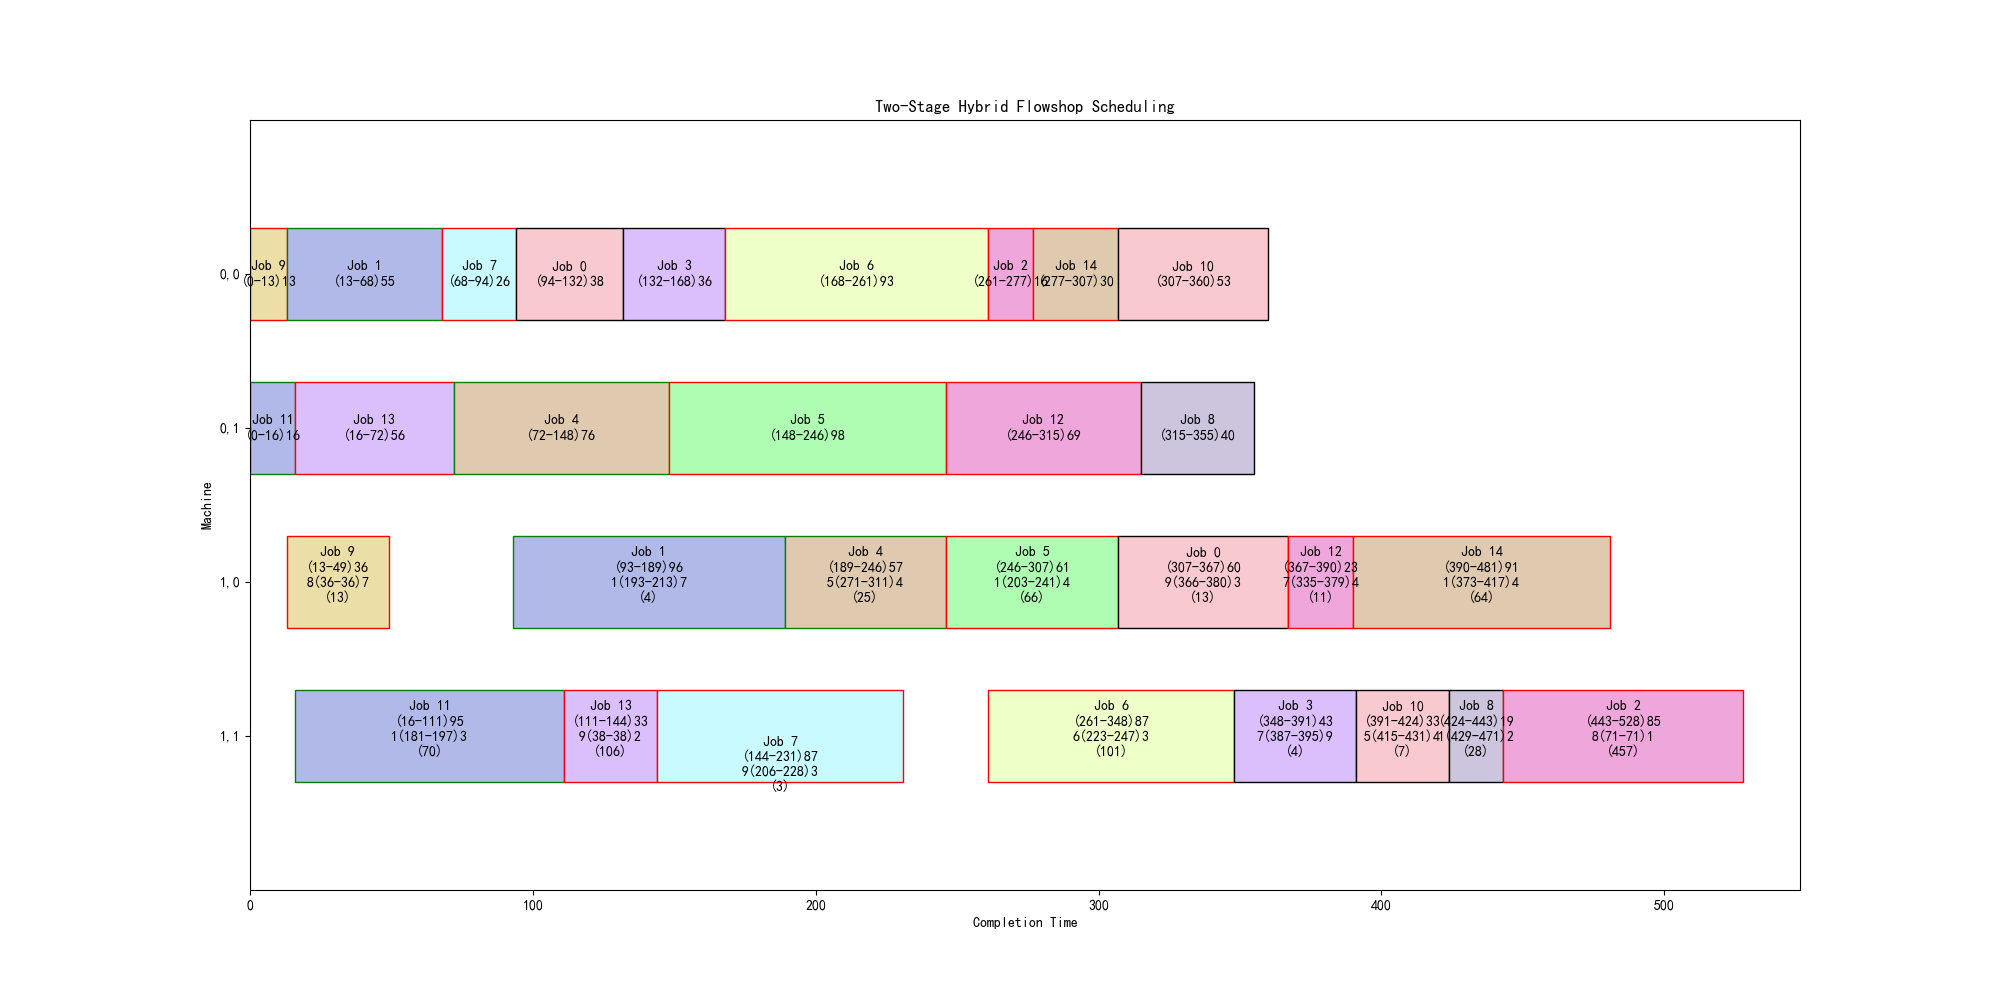 Two-Stage Hybrid Flowshop Scheduling
0,0
Job 9
(0-13)13
Job 1
(13-68)55
Job 7
(68-94)26
Job 0
(94-132)38
Job 3
(132-168)36
Job 6
(168-261)93
Job 2
(261-277)16
Job 14
(277-307)30
Job 10
(307-360)53
0,1
Job 11
(0-16)16
Job 13
(16-72)56
Job 4
(72-148)76
Job 5
(148-246)98
Job 12
(246-315)69
Job 8
(315-355)40
Machine
1,0
Job 9
(13-49)36
8(36-36)7
(13)
Job 1
(93-189)96
1(193-213)7
(4)
Job 4
(189-246)57
5(271-311)4
(25)
Job 5
(246-307)61
1(203-241)4
(66)
Job 0
(307-367)60
9(366-380)3
(13)
Job 12
(367-390)23
7(335-379)4
(11)
Job 14
(390-481)91
1(373-417)4
(64)
1,1
Job 11
(16-111)95
1(181-197)3
(70)
Job 13
(111-144)33
9(38-38)2
(106)
Job 7
(144-231)87
9(206-228)3
(3)
Job 6
(261-348)87
6(223-247)3
(101)
Job 3
(348-391)43
7(387-395)9
(4)
Job 10
(391-424)33
5(415-431)4
(7)
Job 8
(424-443)19
1(429-471)2
(28)
Job 2
(443-528)85
8(71-71)1
(457)
0
100
200
300
400
500
Completion Time